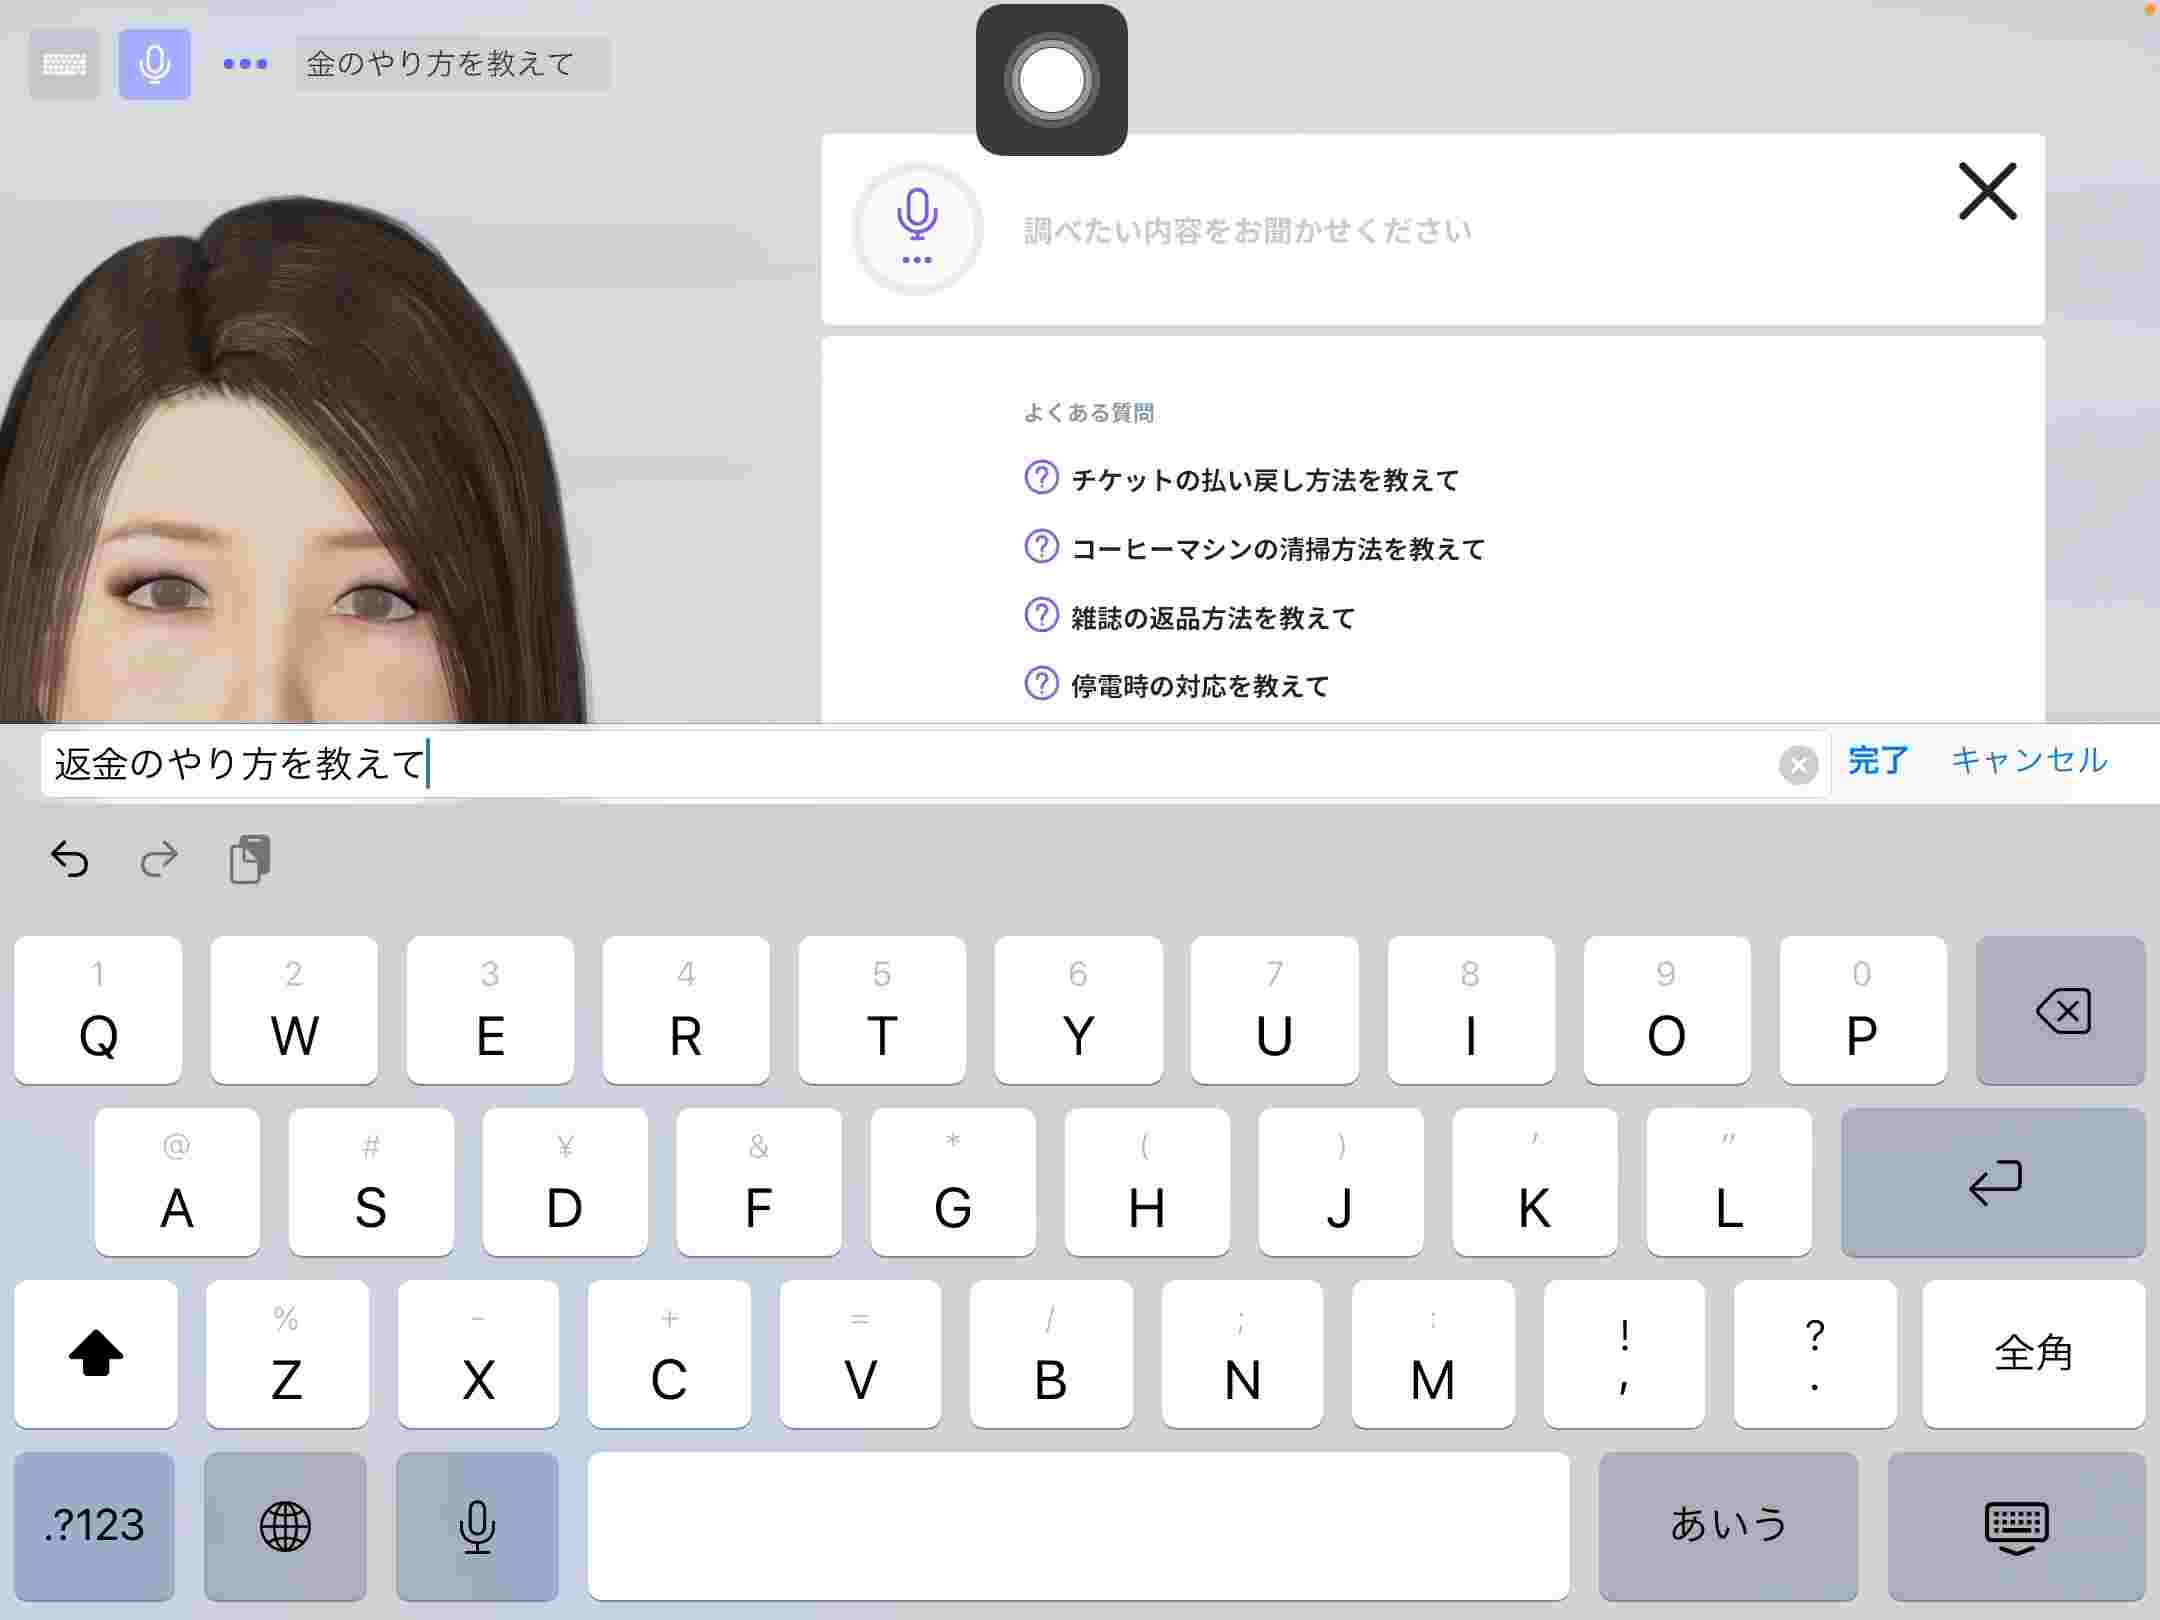 金のやり方を教えて
調べたい内容をお聞かせください
よくある質問
チケットの払い戻し方法を教えて
コーヒーマシンの清掃方法を教えて
雑誌の返品方法を教えて
停電時の対応を教えて
返金のやり方を教えて 完了 キャンセル
1 2 3 4 5 6 7 8 9 0
Q W E R T Y U I O P
@ # ¥ & * ( ) ' "
A S D F G H J K L
% - + = / ; : ! ?
Z X C V B N M , . 全角
.?123 あいう